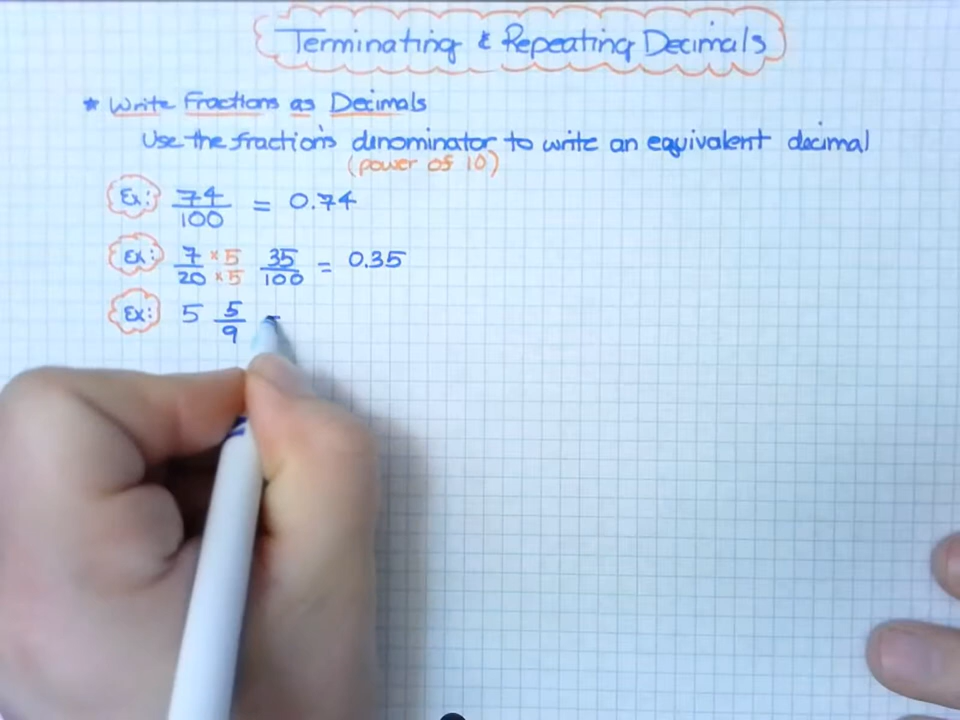 Terminating & Repeating Decimals
* Write Fractions as Decimals
Use the fraction's dinominator to write an equivalent decimal
(power of 10)
Ex: 74/100 = 0.74
Ex: 7/20 ×5/×5 35/100 = 0.35
Ex: 5 5/9 =